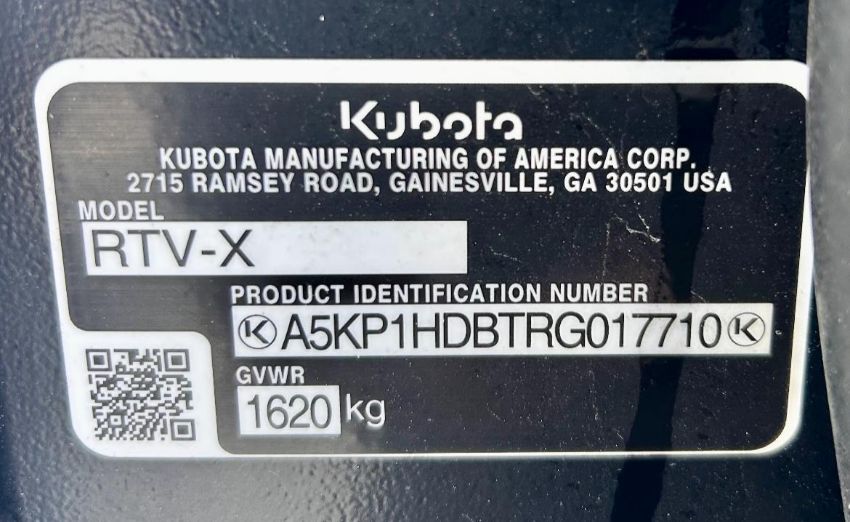 Kubota
KUBOTA MANUFACTURING OF AMERICA CORP.
2715 RAMSEY ROAD, GAINESVILLE, GA 30501 USA
MODEL
RTV-X
PRODUCT IDENTIFICATION NUMBER
K A5KP1HDBTRG017710 K
GVWR
1620 kg